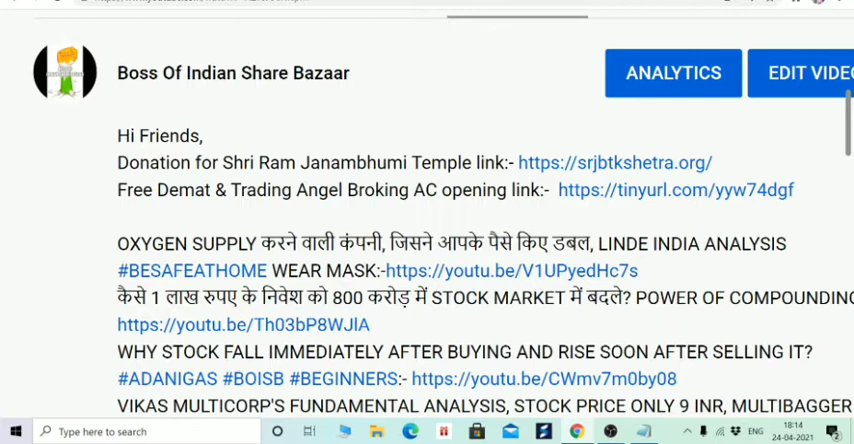 Boss Of Indian Share Bazaar
ANALYTICS
EDIT VIDEO
Hi Friends,
Donation for Shri Ram Janambhumi Temple link:- https://srjbtkshetra.org/
Free Demat & Trading Angel Broking AC opening link:- https://tinyurl.com/yyw74dgf
OXYGEN SUPPLY करने वाली कंपनी, जिसने आपके पैसे किए डबल, LINDE INDIA ANALYSIS
#BESAFEATHOME WEAR MASK:-https://youtu.be/V1UPyedHc7s
कैसे 1 लाख रुपए के निवेश को 800 करोड़ में STOCK MARKET में बदले? POWER OF COMPOUNDING
https://youtu.be/Th03bP8WJlA
WHY STOCK FALL IMMEDIATELY AFTER BUYING AND RISE SOON AFTER SELLING IT?
#ADANIGAS #BOISB #BEGINNERS:- https://youtu.be/CWmv7m0by08
VIKAS MULTICORP'S FUNDAMENTAL ANALYSIS, STOCK PRICE ONLY 9 INR, MULTIBAGGER
Type here to search
ENG
18:14
24-04-2021
2